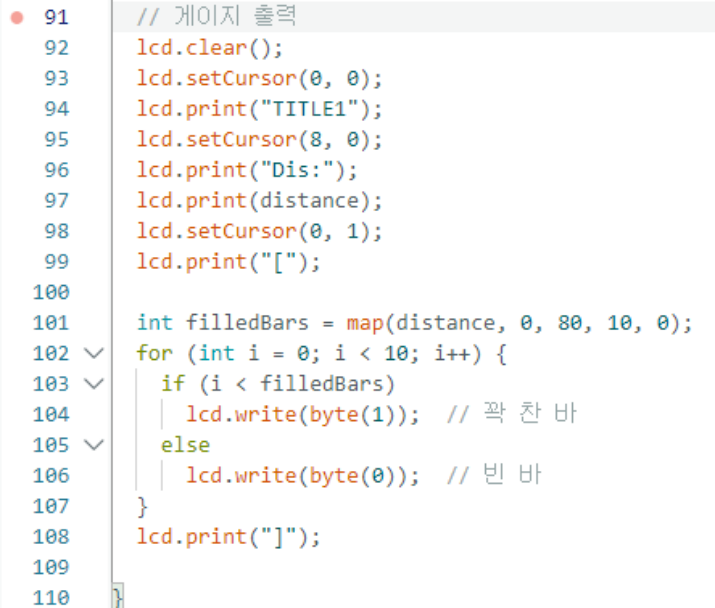 91 // 게이지 출력
92 lcd.clear();
93 lcd.setCursor(0, 0);
94 lcd.print("TITLE1");
95 lcd.setCursor(8, 0);
96 lcd.print("Dis:");
97 lcd.print(distance);
98 lcd.setCursor(0, 1);
99 lcd.print("[");
100
101 int filledBars = map(distance, 0, 80, 10, 0);
102 for (int i = 0; i < 10; i++) {
103 if (i < filledBars)
104 lcd.write(byte(1)); // 꽉 찬 바
105 else
106 lcd.write(byte(0)); // 빈 바
107 }
108 lcd.print("]");
109
110 }